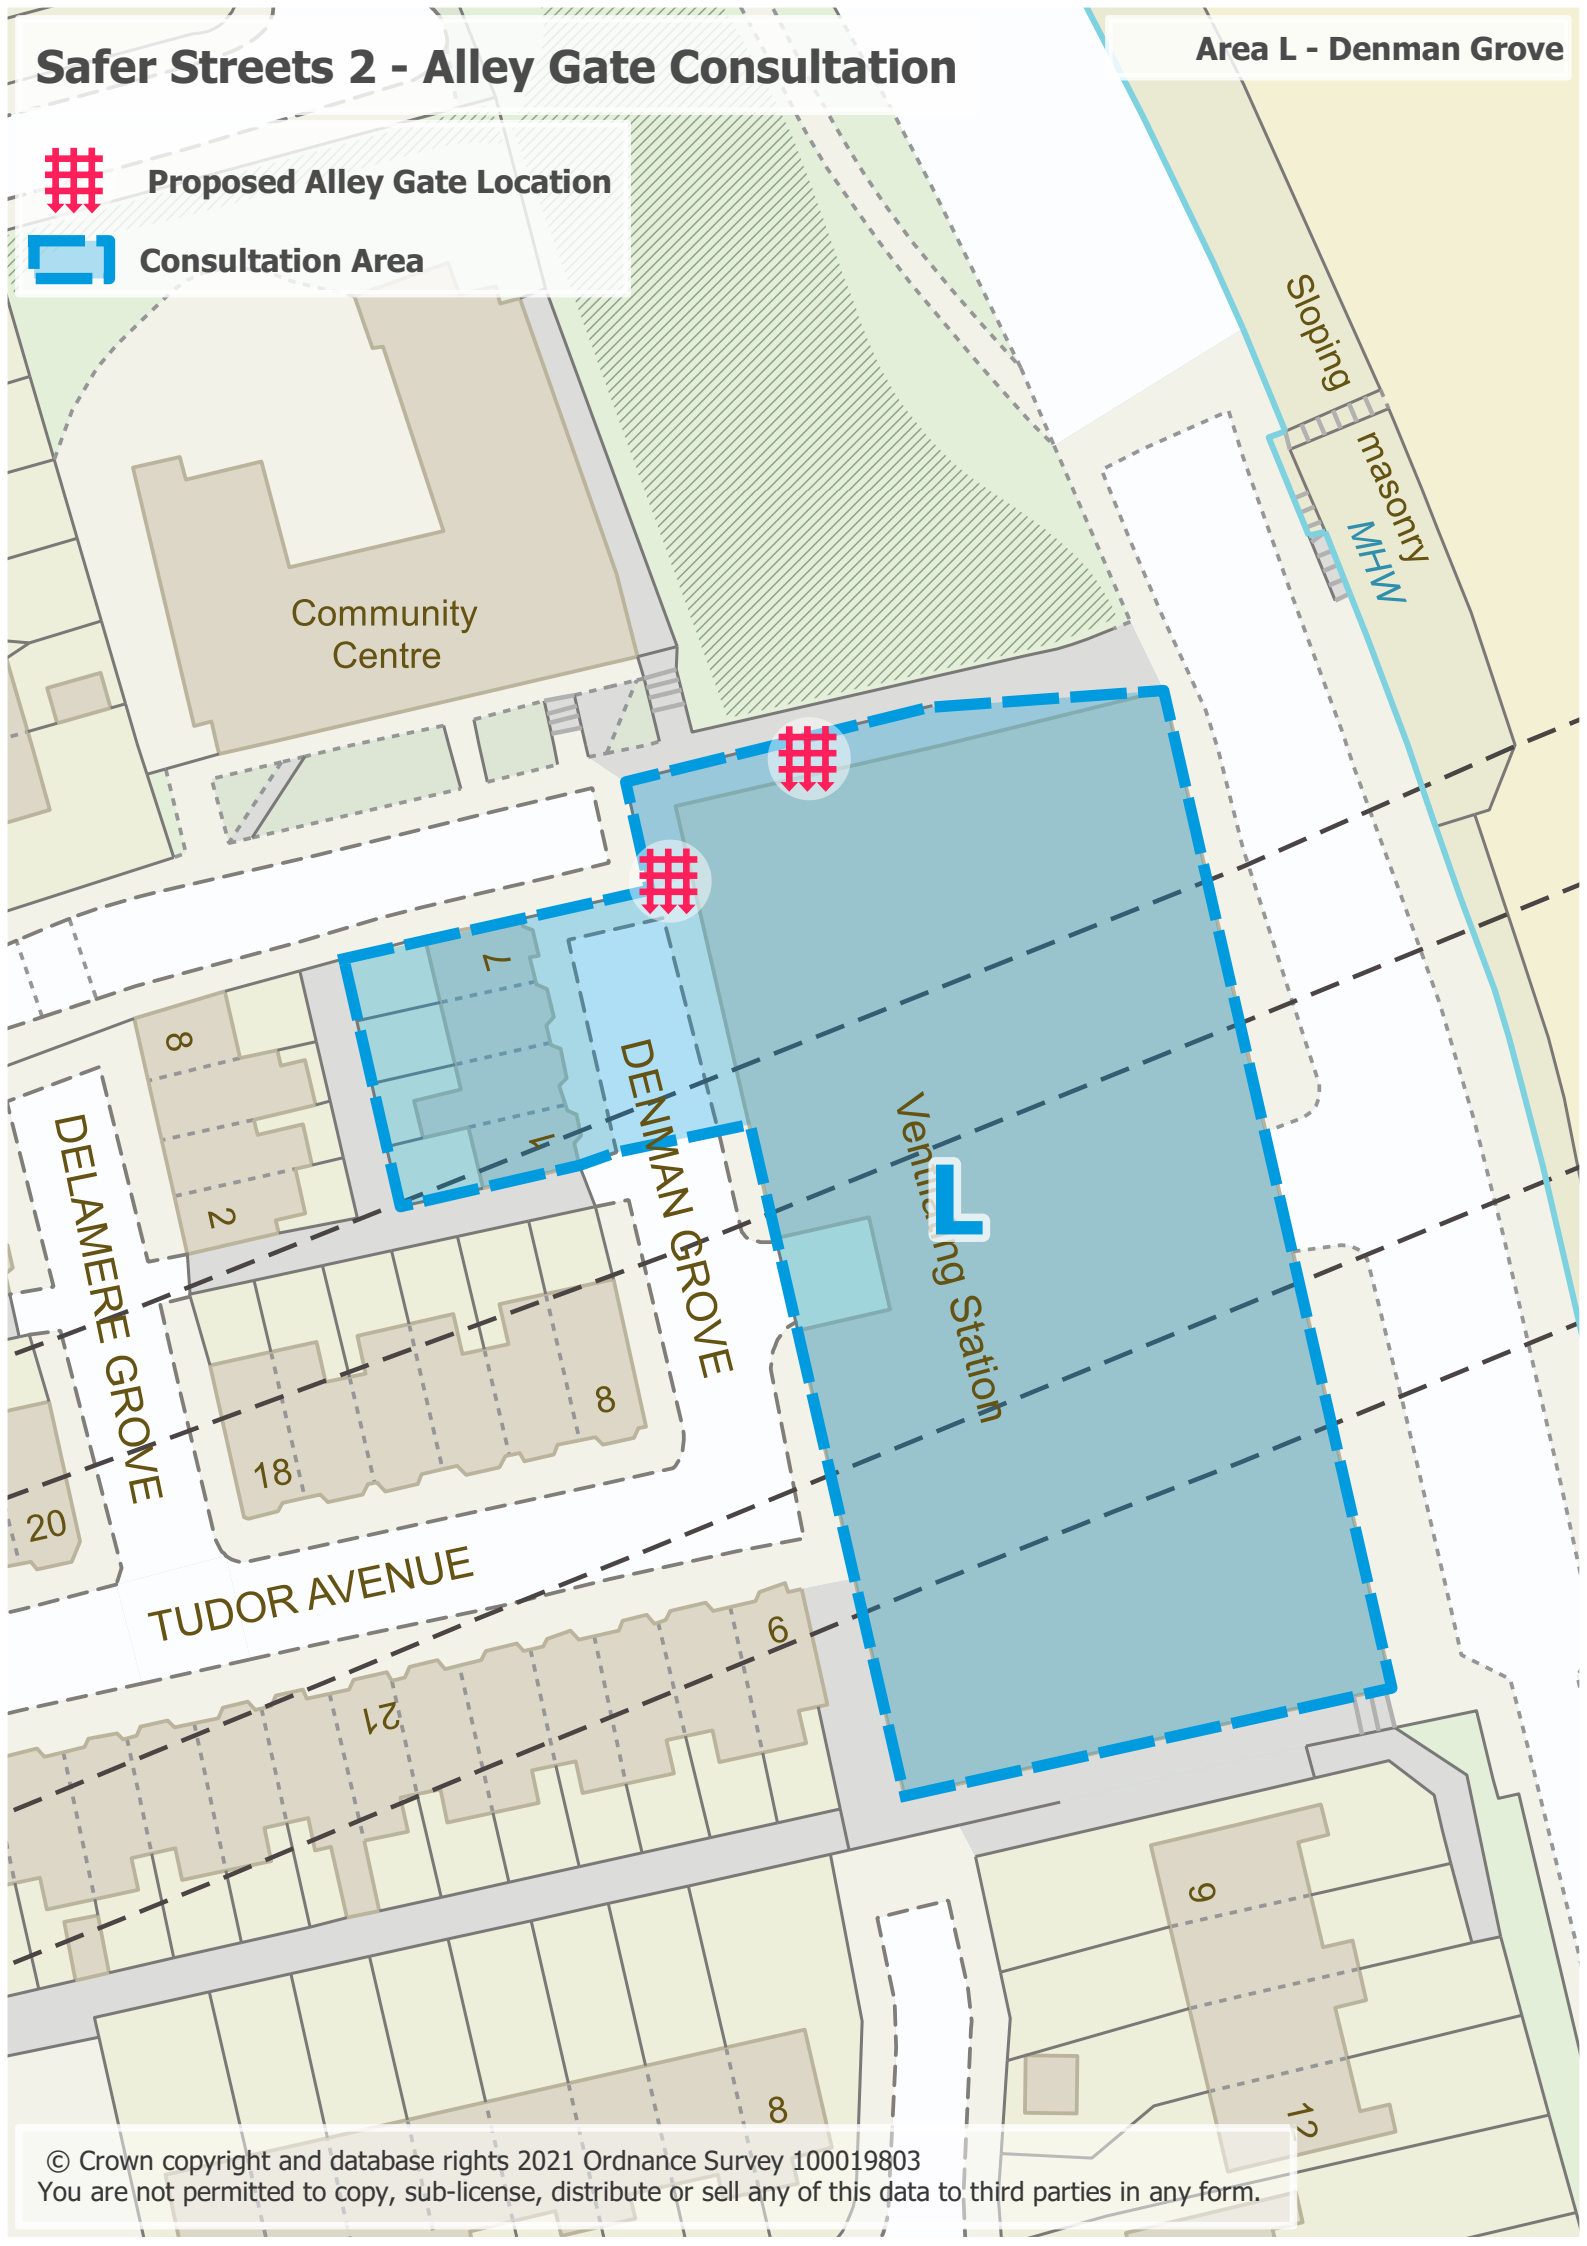 Safer Streets 2 - Alley Gate Consultation
Area L - Denman Grove
Proposed Alley Gate Location
Consultation Area
Sloping
masonry
MHW
Community
Centre
7
4
8
2
DELAMERE GROVE
DENMAN GROVE
L
Ventilating Station
8
18
20
TUDOR AVENUE
9
21
9
12
8
© Crown copyright and database rights 2021 Ordnance Survey 100019803
You are not permitted to copy, sub-license, distribute or sell any of this data to third parties in any form.